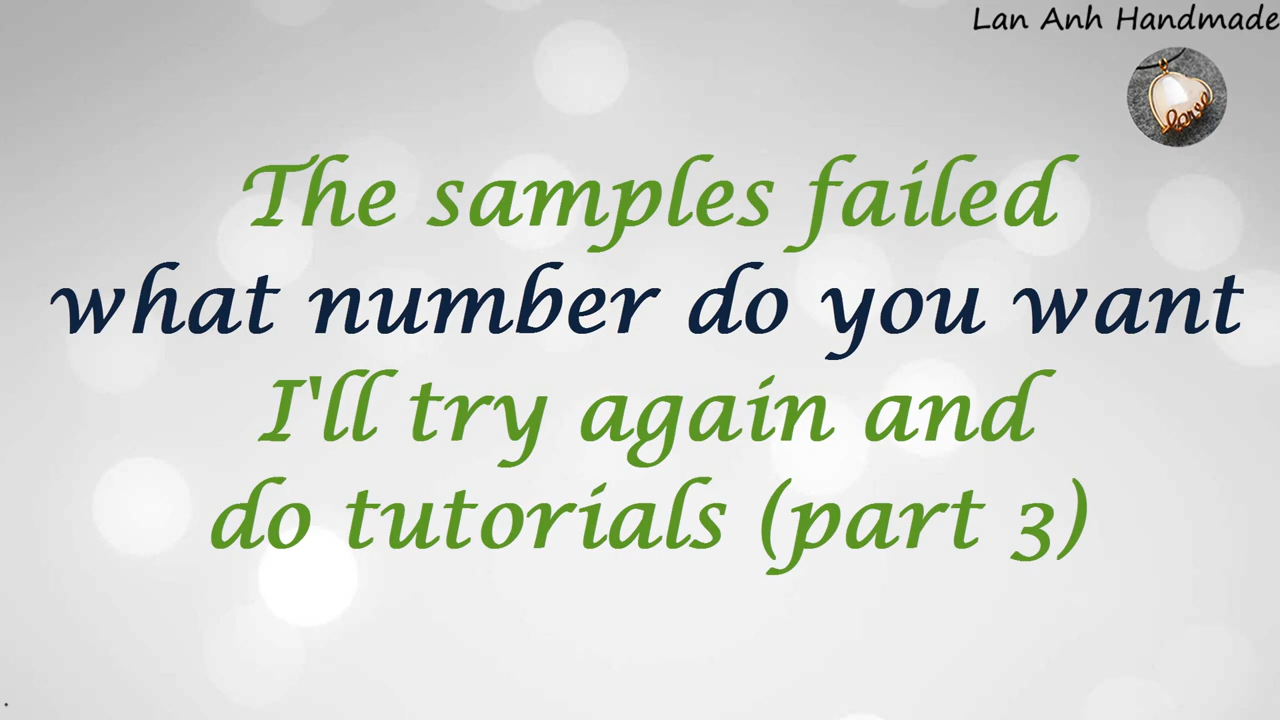 Lan Anh Handmade
The samples failed
what number do you want
I'll try again and
do tutorials (part 3)